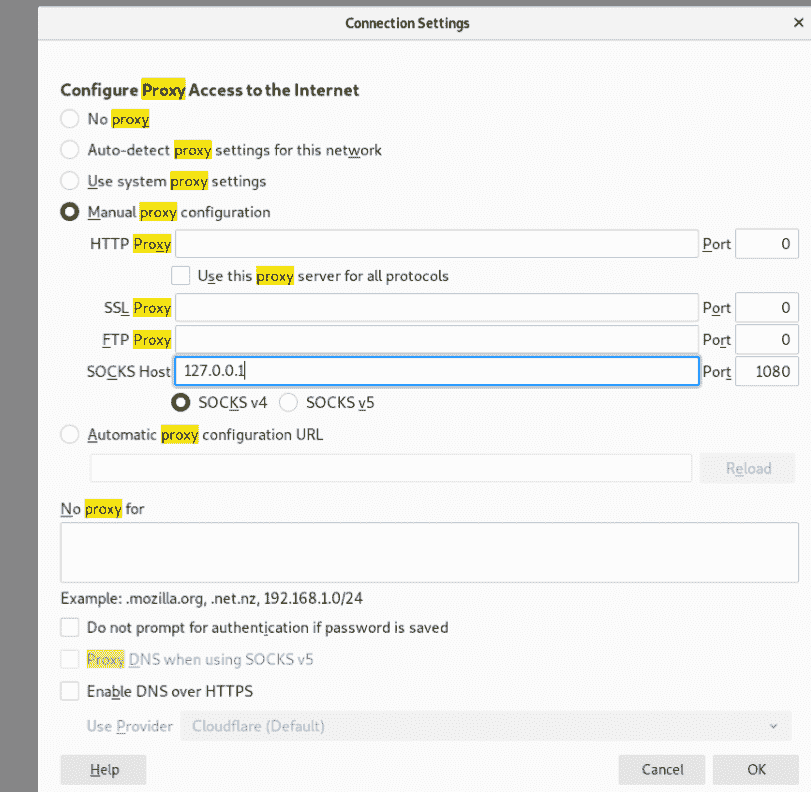 Connection Settings ×
Configure Proxy Access to the Internet
No proxy
Auto-detect proxy settings for this network
Use system proxy settings
Manual proxy configuration
HTTP Proxy Port 0
Use this proxy server for all protocols
SSL Proxy Port 0
FTP Proxy Port 0
SOCKS Host 127.0.0.1 Port 1080
SOCKS v4 SOCKS v5
Automatic proxy configuration URL
Reload
No proxy for
Example: .mozilla.org, .net.nz, 192.168.1.0/24
Do not prompt for authentication if password is saved
Proxy DNS when using SOCKS v5
Enable DNS over HTTPS
Use Provider Cloudflare (Default)
Help Cancel OK